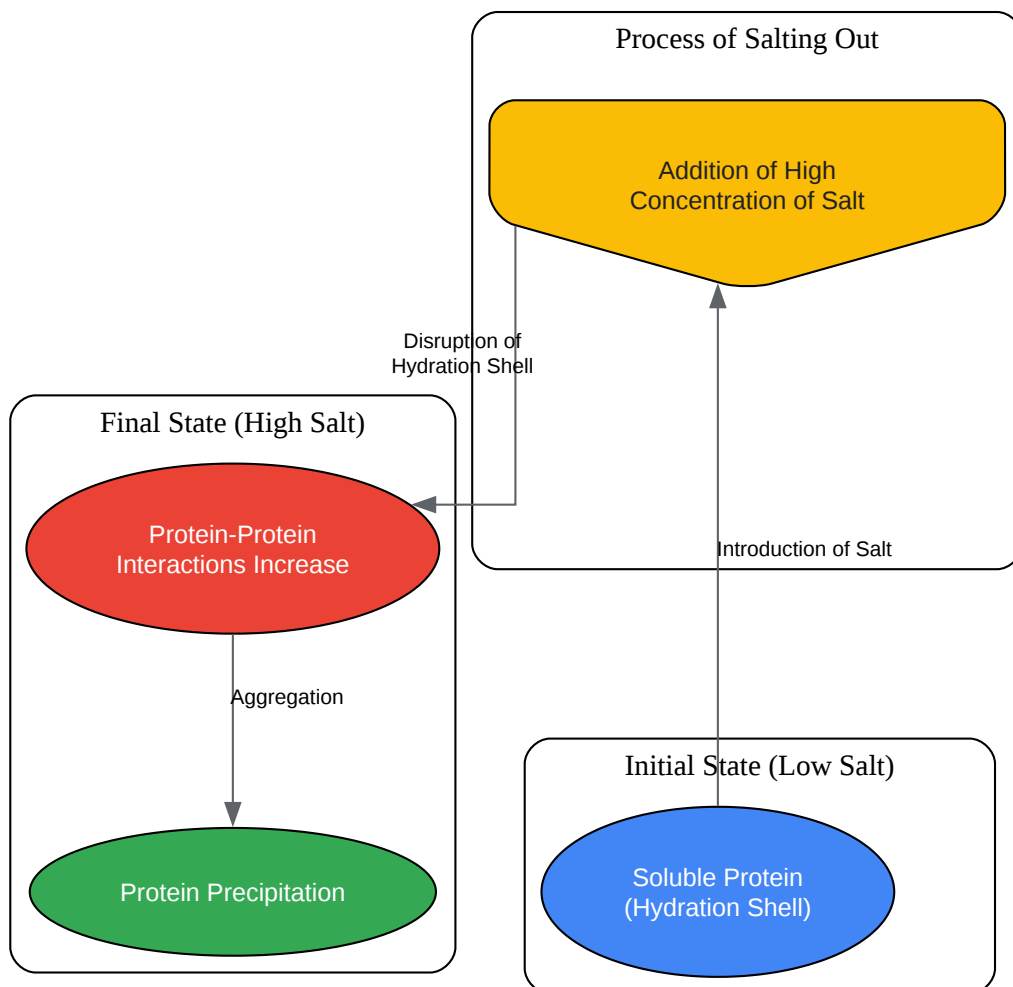 Process of Salting Out
Addition of High
Concentration of Salt
Disruption of
Hydration Shell
Final State (High Salt)
Protein-Protein
Interactions Increase
Introduction of Salt
Aggregation
Initial State (Low Salt)
Protein Precipitation
Soluble Protein
(Hydration Shell)